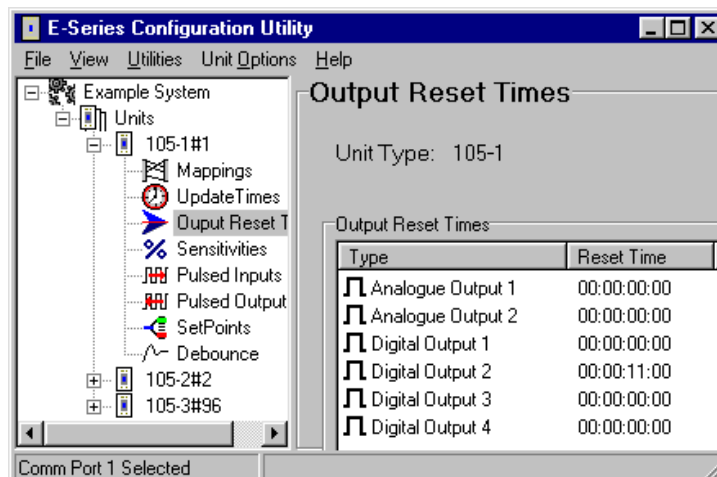 E-Series Configuration Utility
File View Utilities Unit Options Help
Example System
Units
105-1#1
Mappings
UpdateTimes
Ouput Reset T
Sensitivities
Pulsed Inputs
Pulsed Output
SetPoints
Debounce
105-2#2
105-3#96
Output Reset Times
Unit Type: 105-1
Output Reset Times
Type Reset Time
Analogue Output 1 00:00:00:00
Analogue Output 2 00:00:00:00
Digital Output 1 00:00:00:00
Digital Output 2 00:00:11:00
Digital Output 3 00:00:00:00
Digital Output 4 00:00:00:00
Comm Port 1 Selected